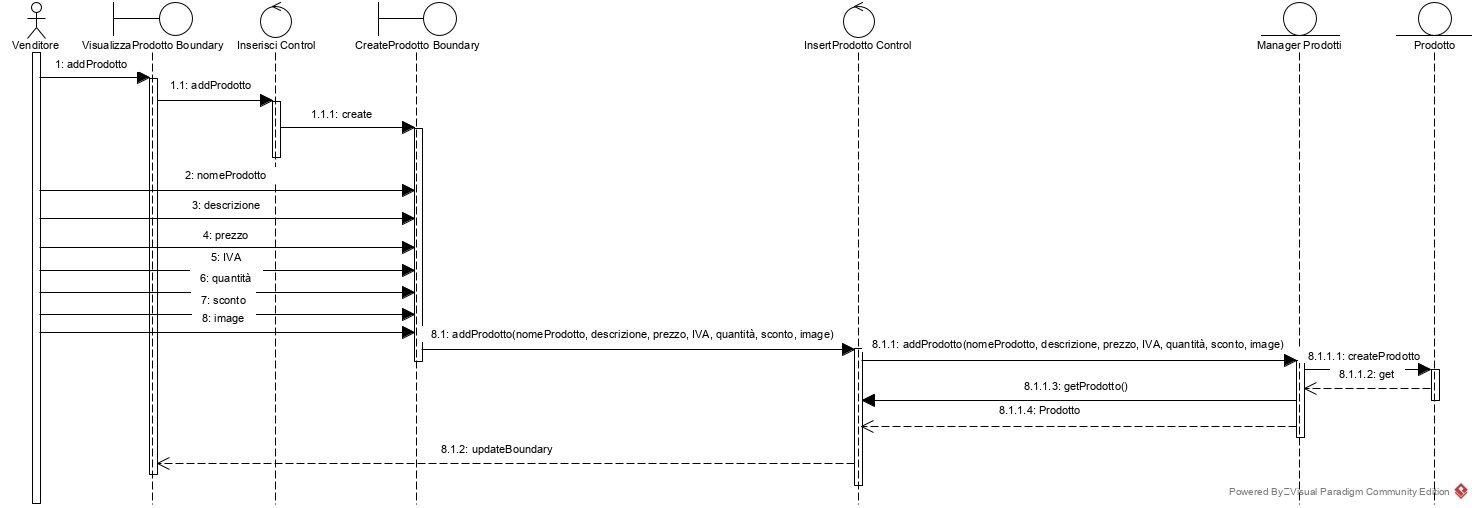 Venditore
VisualizzaProdotto Boundary
Inserisci Control
CreateProdotto Boundary
InsertProdotto Control
Manager Prodotti
Prodotto
1: addProdotto
1.1: addProdotto
1.1.1: create
2: nomeProdotto
3: descrizione
4: prezzo
5: IVA
6: quantità
7: sconto
8: image
8.1: addProdotto(nomeProdotto, descrizione, prezzo, IVA, quantità, sconto, image)
8.1.1: addProdotto(nomeProdotto, descrizione, prezzo, IVA, quantità, sconto, image)
8.1.1.1: createProdotto
8.1.1.2: get
8.1.1.3: getProdotto()
8.1.1.4: Prodotto
8.1.2: updateBoundary
Powered By Visual Paradigm Community Edition